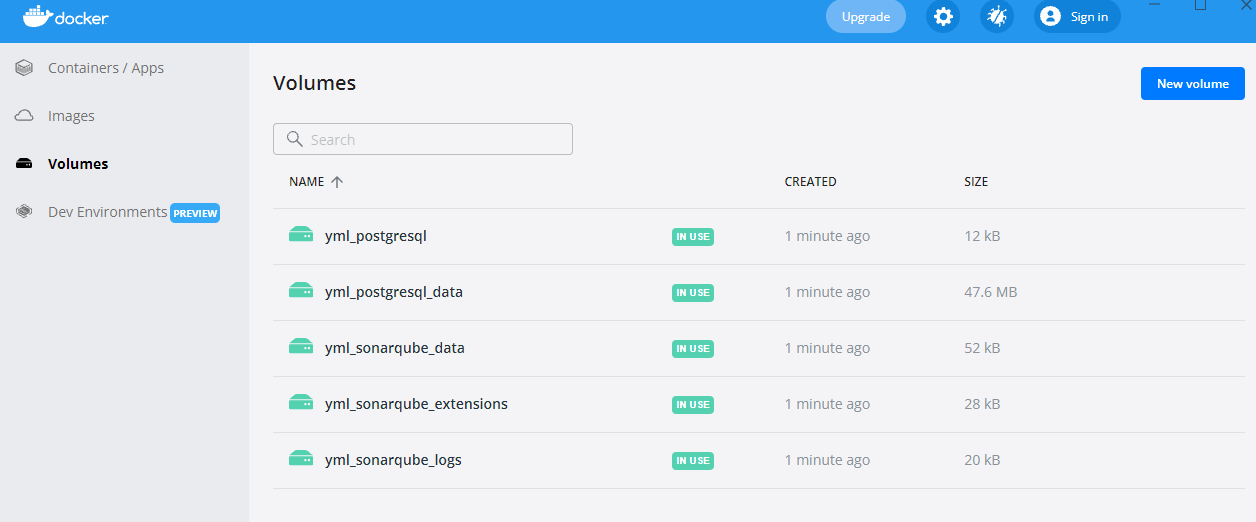 docker
Upgrade
Sign in
Containers / Apps
Images
Volumes
Dev Environments PREVIEW
Volumes
New volume
Search
NAME CREATED SIZE
yml_postgresql IN USE 1 minute ago 12 kB
yml_postgresql_data IN USE 1 minute ago 47.6 MB
yml_sonarqube_data IN USE 1 minute ago 52 kB
yml_sonarqube_extensions IN USE 1 minute ago 28 kB
yml_sonarqube_logs IN USE 1 minute ago 20 kB